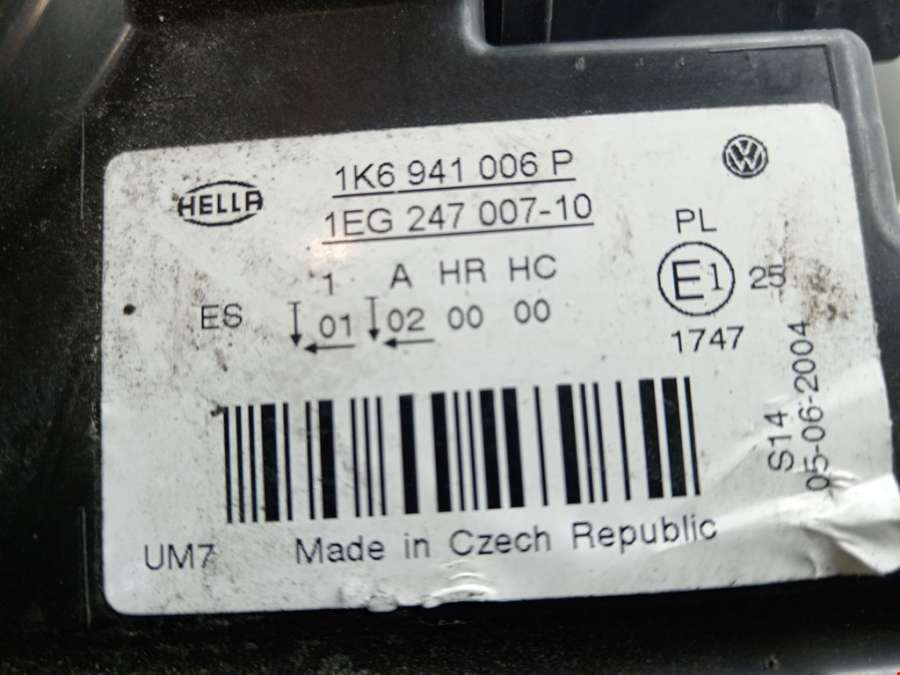 HELLA
1K6 941 006 P
1EG 247 007-10
PL
E1 25
1747
1 A HR HC
ES 01 02 00 00
S14
05-06-2004
UM7 Made in Czech Republic